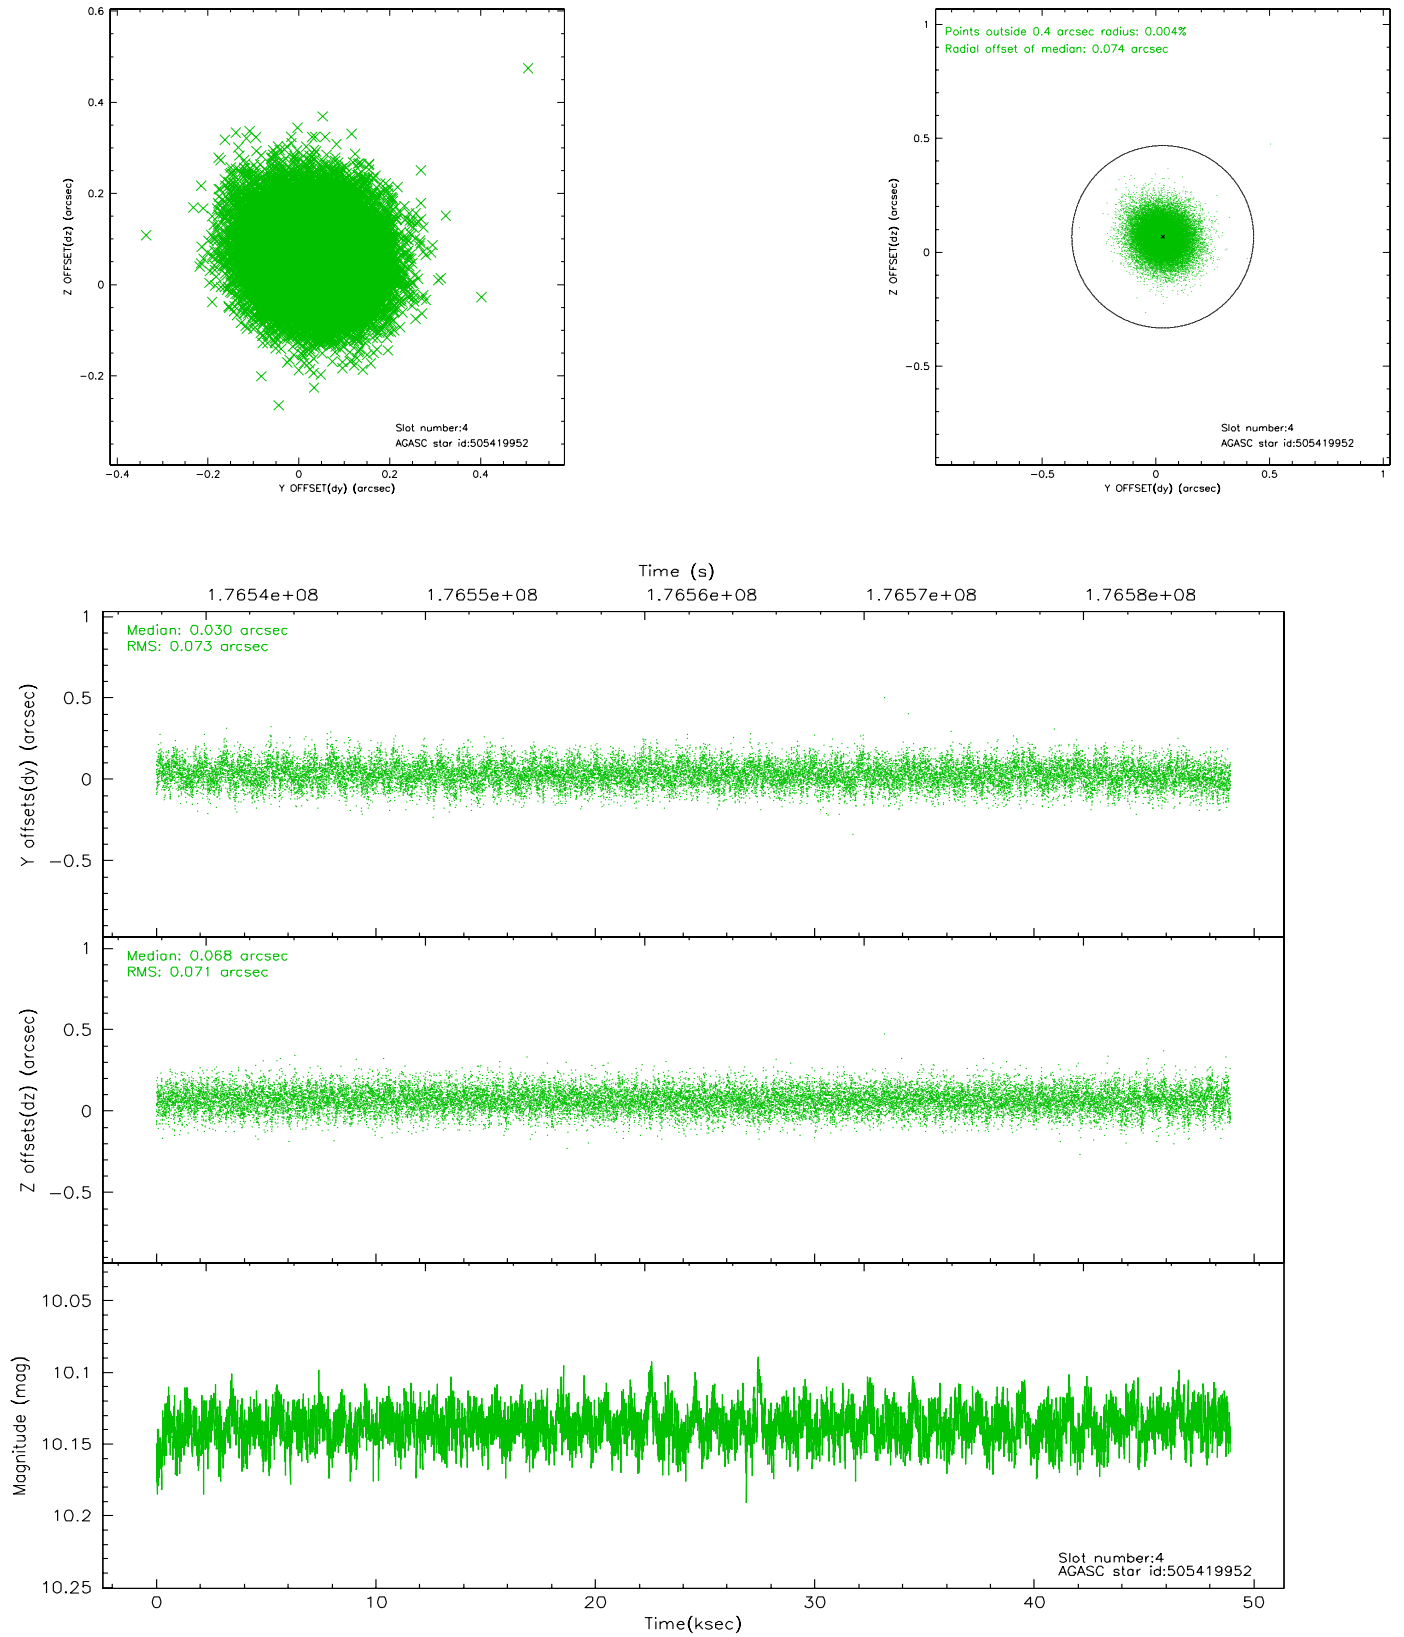 0.6
0.4
0.2
0
−0.2
Z OFFSET(dz) (arcsec)
Slot number:4
AGASC star id:505419952
−0.4 −0.2 0 0.2 0.4
Y OFFSET(dy) (arcsec)
Points outside 0.4 arcsec radius: 0.004%
Radial offset of median: 0.074 arcsec
1
0.5
0
−0.5
Z OFFSET(dz) (arcsec)
Slot number:4
AGASC star id:505419952
−0.5 0 0.5 1
Y OFFSET(dy) (arcsec)
Time (s)
1.7654e+08 1.7655e+08 1.7656e+08 1.7657e+08 1.7658e+08
Median: 0.030 arcsec
RMS: 0.073 arcsec
1
0.5
0
−0.5
Y offsets(dy) (arcsec)
Median: 0.068 arcsec
RMS: 0.071 arcsec
1
0.5
0
−0.5
Z offsets(dz) (arcsec)
10.05
10.1
10.15
10.2
10.25
Magnitude (mag)
Slot number:4
AGASC star id:505419952
0 10 20 30 40 50
Time(ksec)